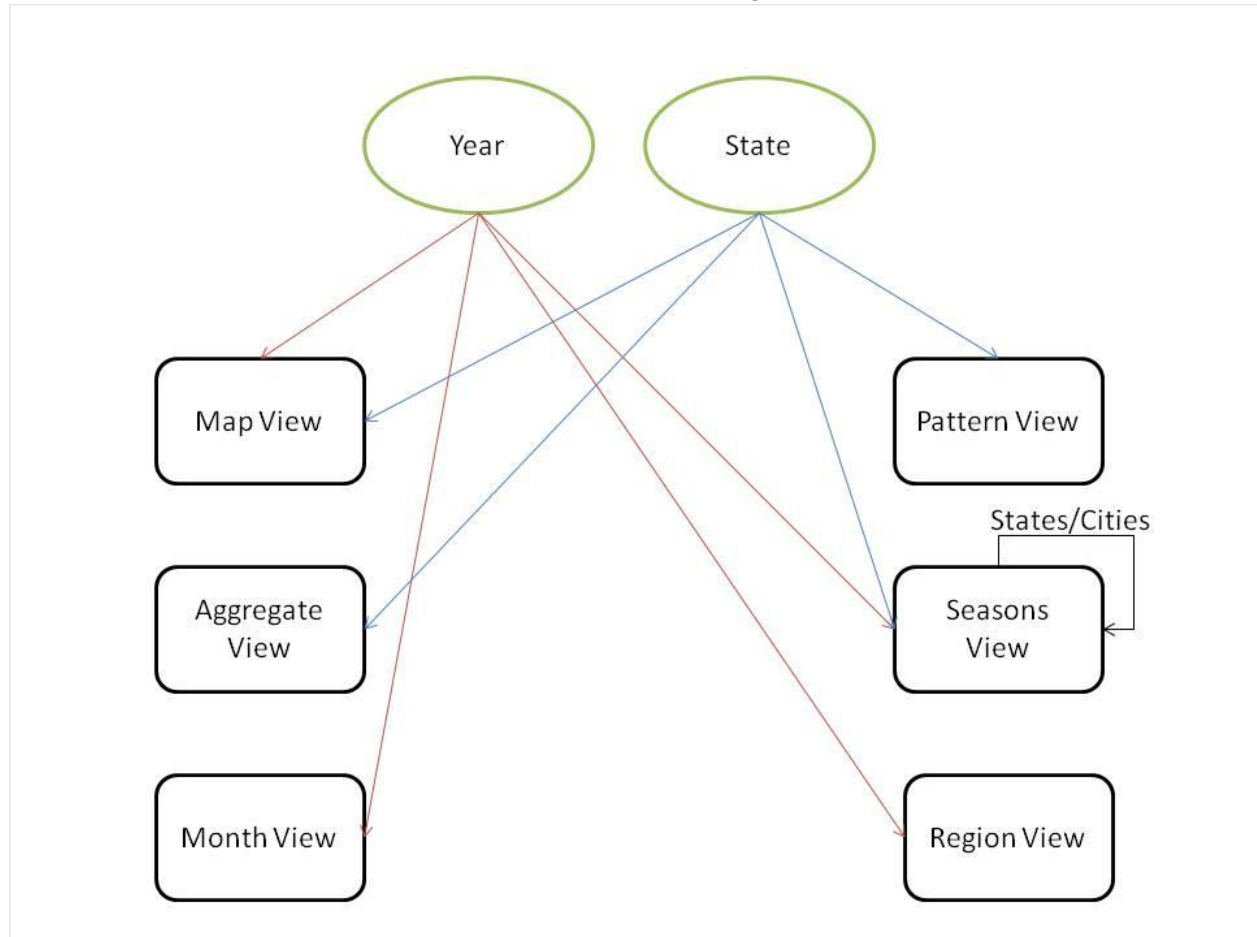 Year
State
Map View
Pattern View
States/Cities
Aggregate
View
Seasons
View
Month View
Region View